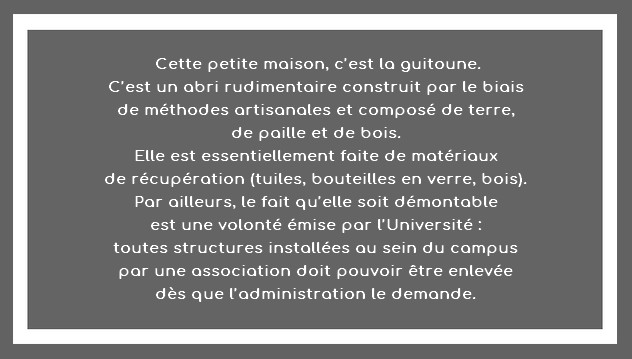 Cette petite maison, c'est la guitoune.
C'est un abri rudimentaire construit par le biais
de méthodes artisanales et composé de terre,
de paille et de bois.
Elle est essentiellement faite de matériaux
de récupération (tuiles, bouteilles en verre, bois).
Par ailleurs, le fait qu'elle soit démontable
est une volonté émise par l'Université :
toutes structures installées au sein du campus
par une association doit pouvoir être enlevée
dès que l'administration le demande.